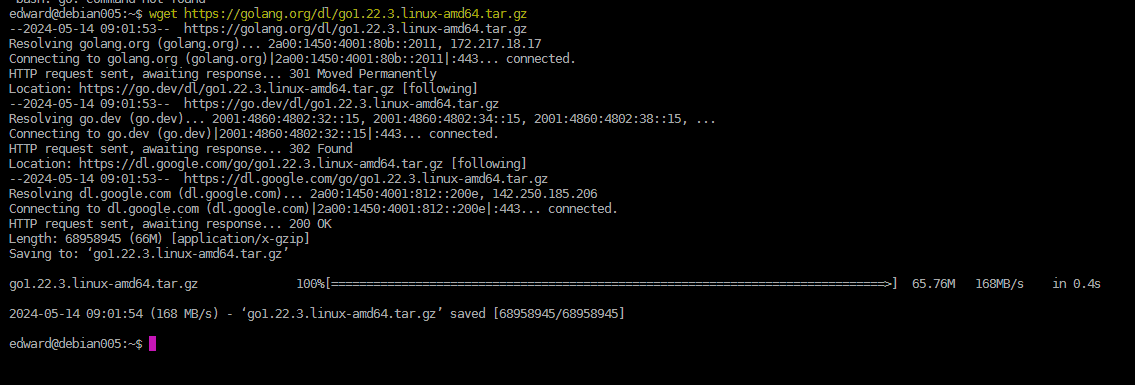 bash: go: command not found
edward@debian005:~$ wget https://golang.org/dl/go1.22.3.linux-amd64.tar.gz
--2024-05-14 09:01:53--  https://golang.org/dl/go1.22.3.linux-amd64.tar.gz
Resolving golang.org (golang.org)... 2a00:1450:4001:80b::2011, 172.217.18.17
Connecting to golang.org (golang.org)|2a00:1450:4001:80b::2011|:443... connected.
HTTP request sent, awaiting response... 301 Moved Permanently
Location: https://go.dev/dl/go1.22.3.linux-amd64.tar.gz [following]
--2024-05-14 09:01:53--  https://go.dev/dl/go1.22.3.linux-amd64.tar.gz
Resolving go.dev (go.dev)... 2001:4860:4802:32::15, 2001:4860:4802:34::15, 2001:4860:4802:38::15, ...
Connecting to go.dev (go.dev)|2001:4860:4802:32::15|:443... connected.
HTTP request sent, awaiting response... 302 Found
Location: https://dl.google.com/go/go1.22.3.linux-amd64.tar.gz [following]
--2024-05-14 09:01:53--  https://dl.google.com/go/go1.22.3.linux-amd64.tar.gz
Resolving dl.google.com (dl.google.com)... 2a00:1450:4001:812::200e, 142.250.185.206
Connecting to dl.google.com (dl.google.com)|2a00:1450:4001:812::200e|:443... connected.
HTTP request sent, awaiting response... 200 OK
Length: 68958945 (66M) [application/x-gzip]
Saving to: ‘go1.22.3.linux-amd64.tar.gz’
go1.22.3.linux-amd64.tar.gz 100%[===============================================================================>] 65.76M 168MB/s in 0.4s
2024-05-14 09:01:54 (168 MB/s) - ‘go1.22.3.linux-amd64.tar.gz’ saved [68958945/68958945]
edward@debian005:~$